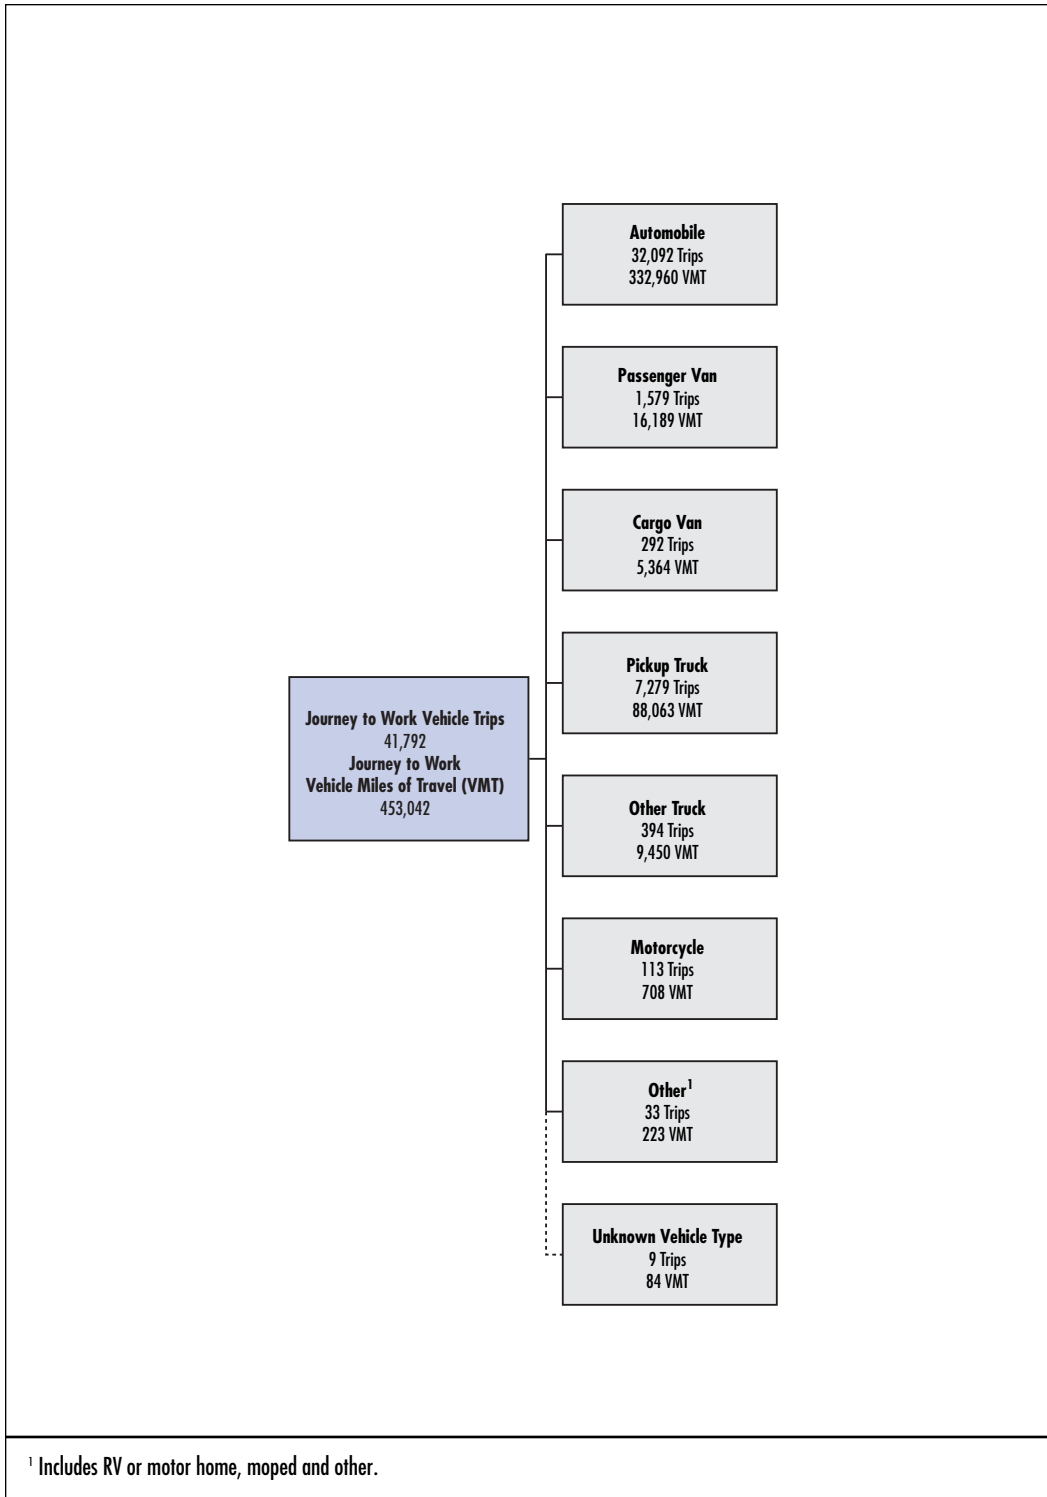 Automobile
32,092 Trips
332,960 VMT
Passenger Van
1,579 Trips
16,189 VMT
Cargo Van
292 Trips
5,364 VMT
Pickup Truck
7,279 Trips
88,063 VMT
Journey to Work Vehicle Trips
41,792
Journey to Work
Vehicle Miles of Travel (VMT)
453,042
Other Truck
394 Trips
9,450 VMT
Motorcycle
113 Trips
708 VMT
Other¹
33 Trips
223 VMT
Unknown Vehicle Type
9 Trips
84 VMT
¹ Includes RV or motor home, moped and other.